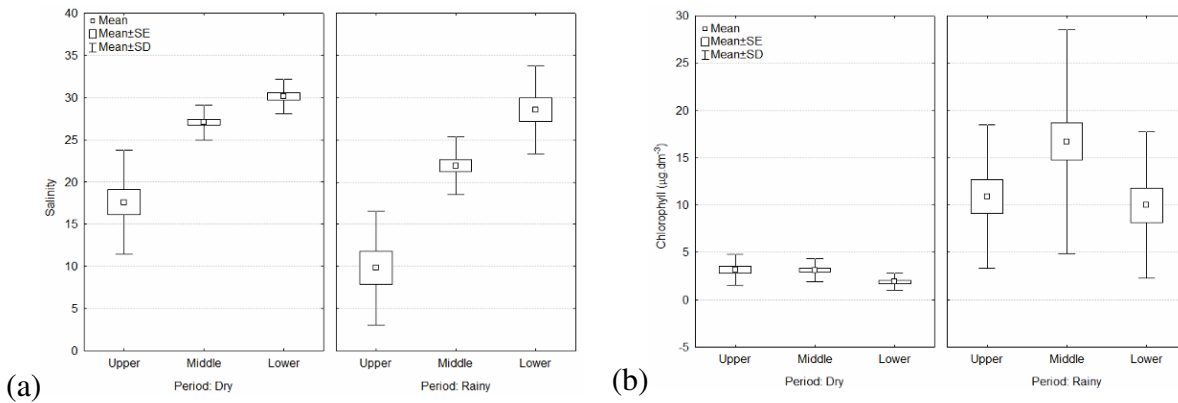 40
35
30
25
20
15
10
5
0
Salinity
Mean
Mean±SE
Mean±SD
Upper
Middle
Lower
Period: Dry
Upper
Middle
Lower
Period: Rainy
(a)
30
25
20
15
10
5
0
-5
Chlorophyll (µg.dm⁻³)
Mean
Mean±SE
Mean±SD
Upper
Middle
Lower
Period: Dry
Upper
Middle
Lower
Period: Rainy
(b)